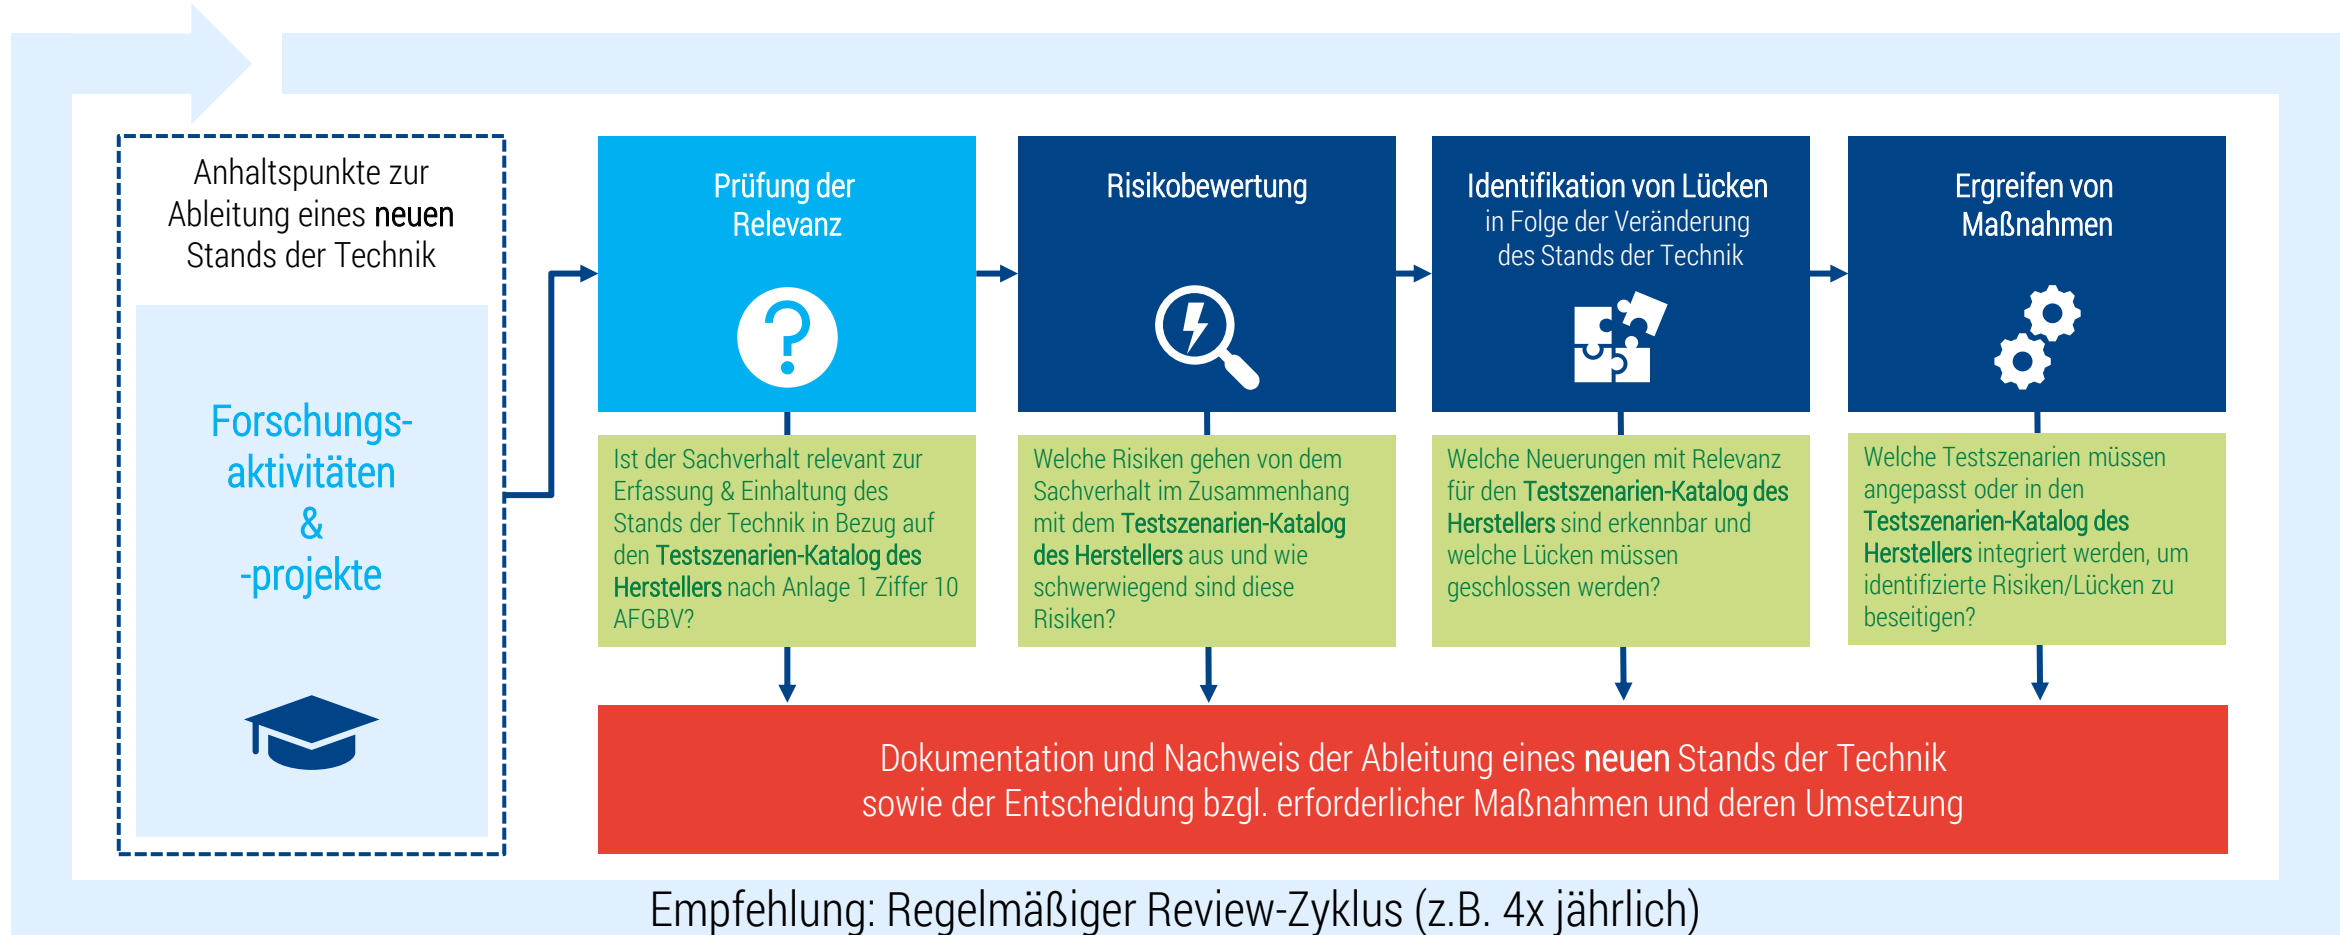 Anhaltspunkte zur
Ableitung eines neuen
Stands der Technik
Forschungs-
aktivitäten
&
-projekte
Prüfung der
Relevanz
?
Ist der Sachverhalt relevant zur
Erfassung & Einhaltung des
Stands der Technik in Bezug auf
den Testszenarien-Katalog des
Herstellers nach Anlage 1 Ziffer 10
AFGBV?
Risikobewertung
Welche Risiken gehen von dem
Sachverhalt im Zusammenhang
mit dem Testszenarien-Katalog
des Herstellers aus und wie
schwerwiegend sind diese
Risiken?
Identifikation von Lücken
in Folge der Veränderung
des Stands der Technik
Welche Neuerungen mit Relevanz
für den Testszenarien-Katalog des
Herstellers sind erkennbar und
welche Lücken müssen
geschlossen werden?
Ergreifen von
Maßnahmen
Welche Testszenarien müssen
angepasst oder in den
Testszenarien-Katalog des
Herstellers integriert werden, um
identifizierte Risiken/Lücken zu
beseitigen?
Dokumentation und Nachweis der Ableitung eines neuen Stands der Technik
sowie der Entscheidung bzgl. erforderlicher Maßnahmen und deren Umsetzung
Empfehlung: Regelmäßiger Review-Zyklus (z.B. 4x jährlich)